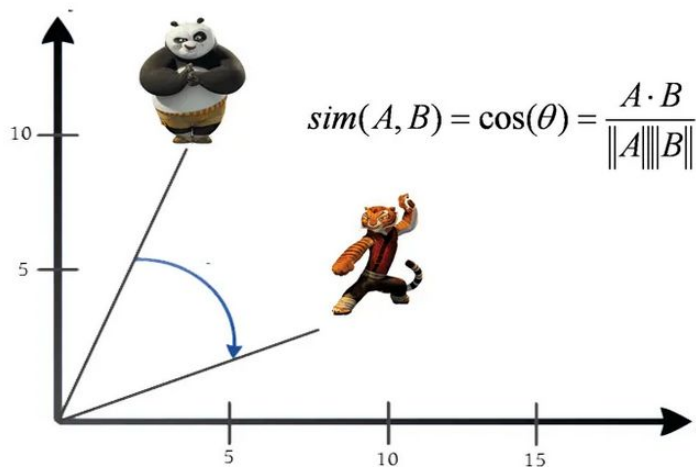 10
sim(A, B) = cos(θ) = A · B / ‖A‖‖B‖
5
5 10 15